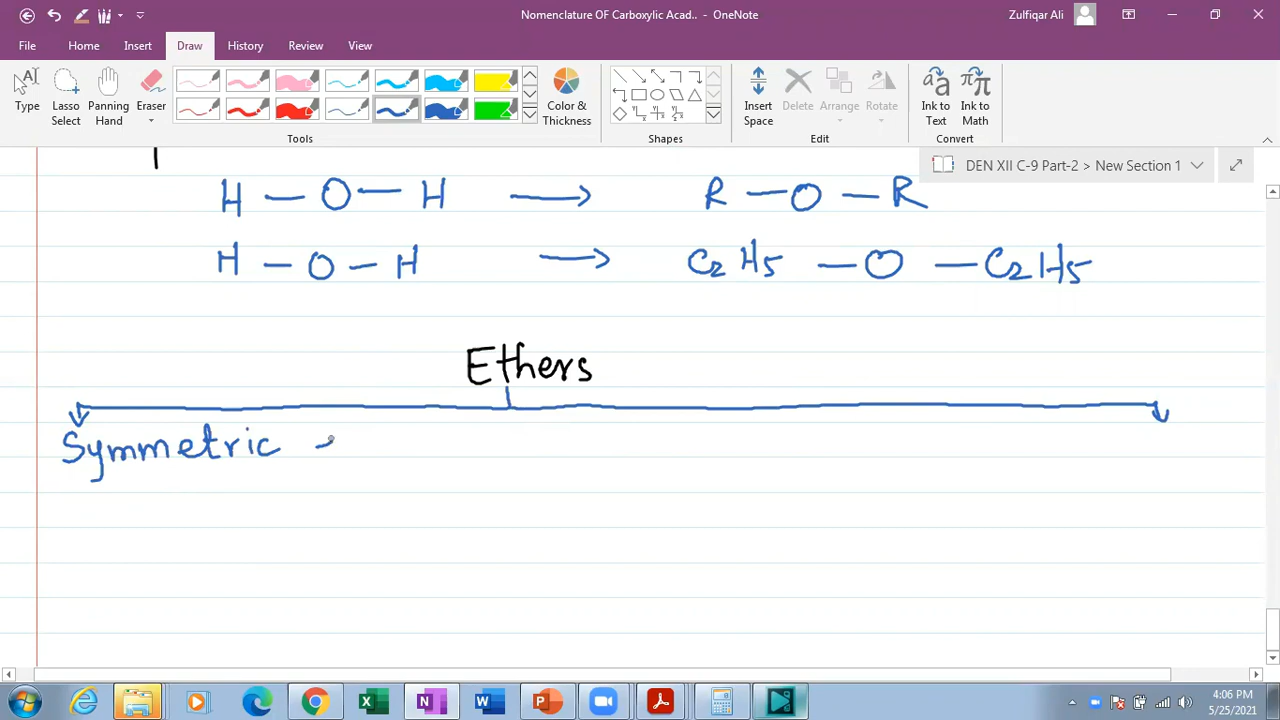 Nomenclature OF Carboxylic Acad.. - OneNote
Zulfiqar Ali
File Home Insert Draw History Review View
Type
Lasso Select
Panning Hand
Eraser
Color & Thickness
Insert Space
Delete
Arrange
Rotate
Ink to Text
Ink to Math
Tools
Shapes
Edit
Convert
DEN XII C-9 Part-2 > New Section 1
H — O — H → R — O — R
H — O — H → C2H5 — O — C2H5
Ethers
Symmetric
4:06 PM
5/25/2021